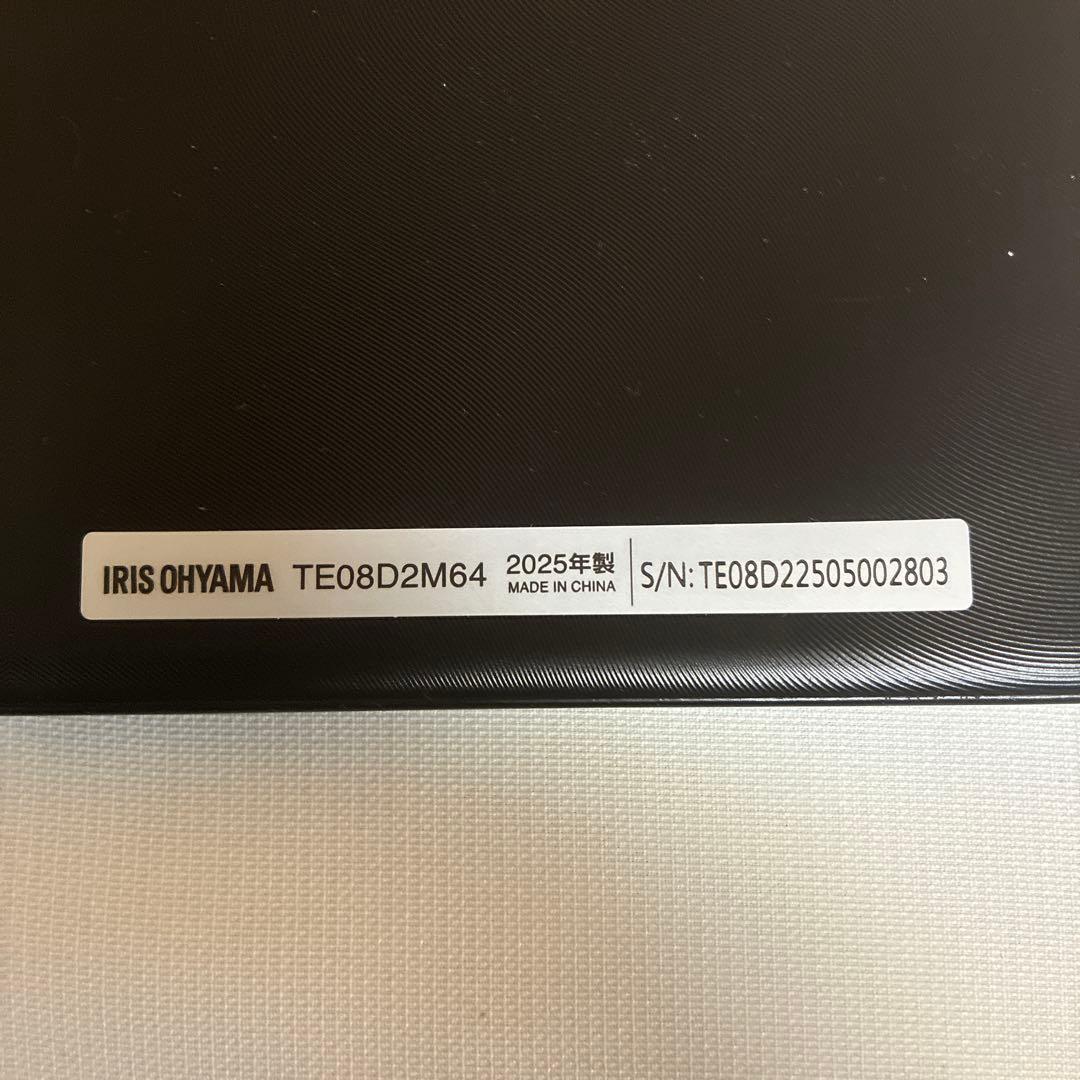 IRIS OHYAMA TE08D2M64 2025年製
MADE IN CHINA
S/N: TE08D22505002803